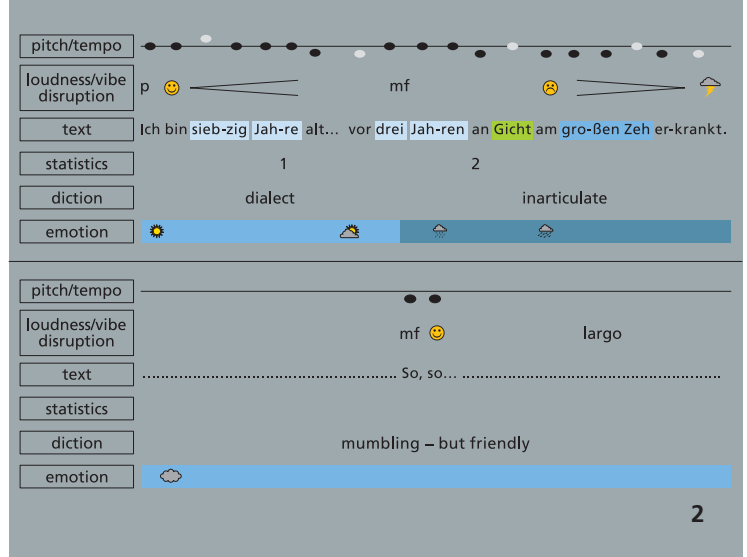 pitch/tempo
loudness/vibe
disruption
p mf
text
Ich bin sieb-zig Jah-re alt... vor drei Jah-ren an Gicht am gro-ßen Zeh er-krankt.
statistics
1 2
diction
dialect inarticulate
emotion
pitch/tempo
loudness/vibe
disruption
mf largo
text
........................ So, so... ........................
statistics
diction
mumbling – but friendly
emotion
2